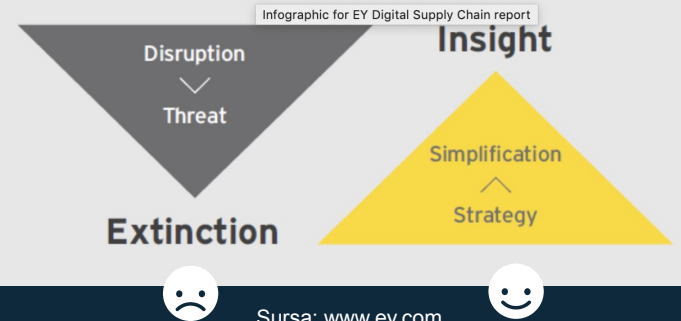 Infographic for EY Digital Supply Chain report
Disruption
Threat
Extinction
Insight
Simplification
Strategy
Sursa: www.ey.com